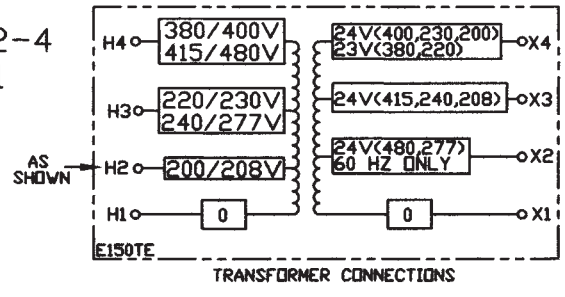 2-4
H4
380/400V
415/480V
24V(400,230,200)
23V(380,220)
X4
H3
220/230V
240/277V
24V(415,240,208)
X3
AS
SHOWN
H2
200/208V
24V(480,277)
60 HZ ONLY
X2
H1
0
0
X1
E150TE
TRANSFORMER CONNECTIONS